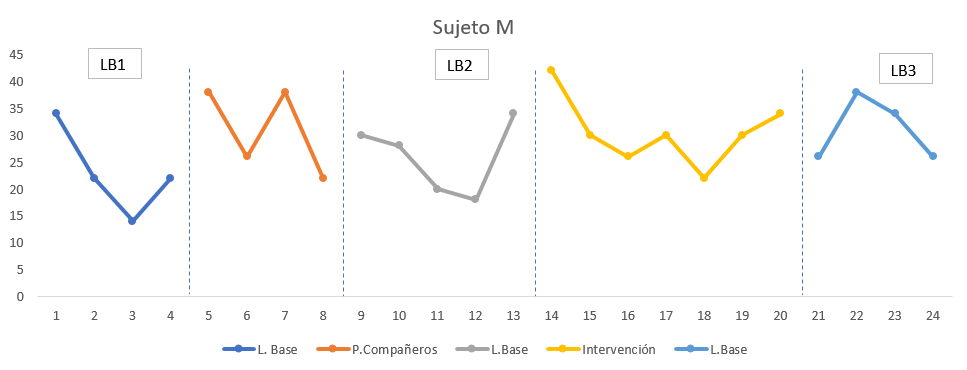 Sujeto M
LB1
LB2
LB3
45
40
35
30
25
20
15
10
5
0
1 2 3 4 5 6 7 8 9 10 11 12 13 14 15 16 17 18 19 20 21 22 23 24
L. Base P.Compañeros L.Base Intervención L.Base